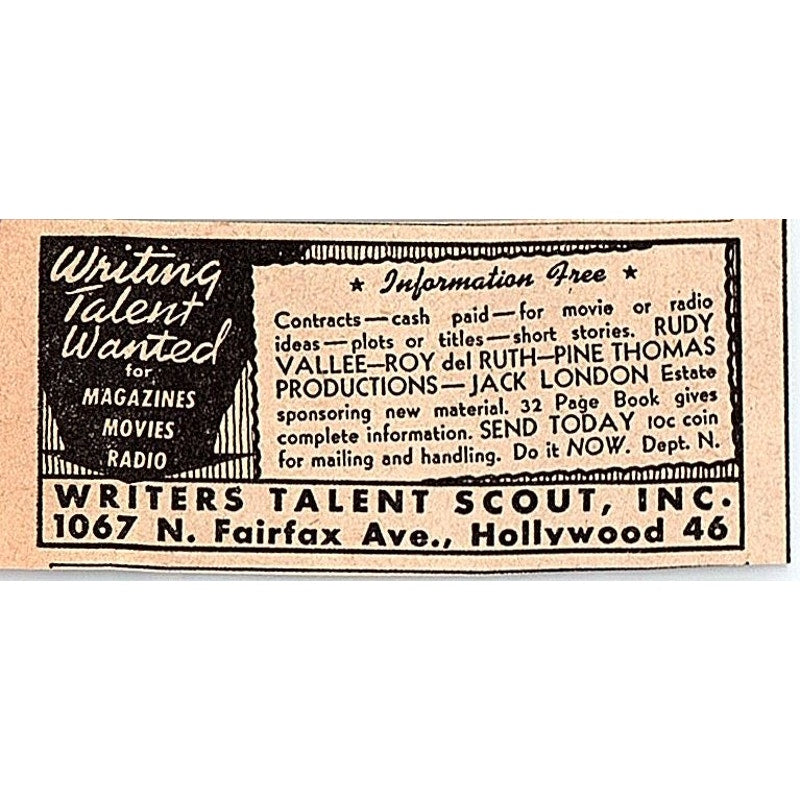 Writing
Talent
Wanted
for
MAGAZINES
MOVIES
RADIO
★ Information Free ★
Contracts—cash paid—for movie or radio
ideas—plots or titles—short stories. RUDY
VALLEE—ROY del RUTH—PINE THOMAS
PRODUCTIONS—JACK LONDON Estate
sponsoring new material. 32 Page Book gives
complete information. SEND TODAY 10c coin
for mailing and handling. Do it NOW. Dept. N.
WRITERS TALENT SCOUT, INC.
1067 N. Fairfax Ave., Hollywood 46